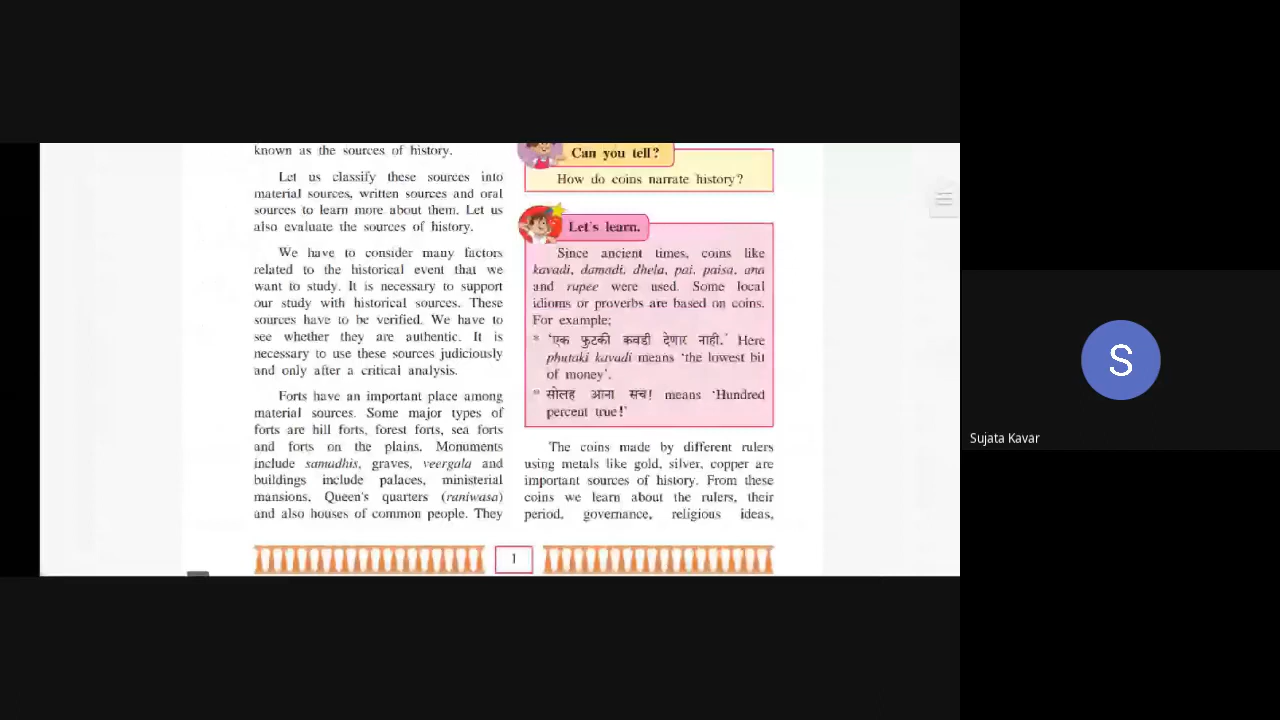 known as the sources of history.
Let us classify these sources into
material sources, written sources and oral
sources to learn more about them. Let us
also evaluate the sources of history.
We have to consider many factors
related to the historical event that we
want to study. It is necessary to support
our study with historical sources. These
sources have to be verified. We have to
see whether they are authentic. It is
necessary to use these sources judiciously
and only after a critical analysis.
Forts have an important place among
material sources. Some major types of
forts are hill forts, forest forts, sea forts
and forts on the plains. Monuments
include samadhis, graves, veergala and
buildings include palaces, ministerial
mansions, Queen's quarters (raniwasa)
and also houses of common people. They
Can you tell?
How do coins narrate history?
Let's learn.
Since ancient times, coins like
kavadi, damadi, dhela, pai, paisa, ana
and rupee were used. Some local
idioms or proverbs are based on coins.
For example;
* 'एक फुटकी कवडी देणार नाही.' Here
phutaki kavadi means 'the lowest bit
of money'.
* सोलह आना सच! means 'Hundred
percent true!'
The coins made by different rulers
using metals like gold, silver, copper are
important sources of history. From these
coins we learn about the rulers, their
period, governance, religious ideas,
1
S
Sujata Kavar